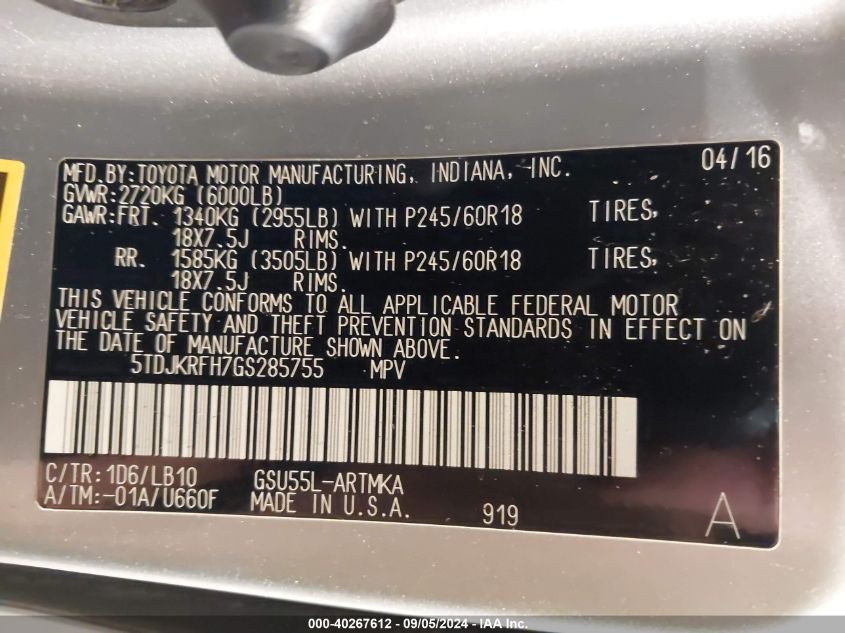 MFD.BY:TOYOTA MOTOR MANUFACTURING, INDIANA, INC. 04/16
GVWR:2720KG (6000LB)
GAWR:FRT. 1340KG (2955LB) WITH P245/60R18 TIRES,
18X7.5J RIMS.
RR. 1585KG (3505LB) WITH P245/60R18 TIRES,
18X7.5J RIMS.
THIS VEHICLE CONFORMS TO ALL APPLICABLE FEDERAL MOTOR
VEHICLE SAFETY AND THEFT PREVENTION STANDARDS IN EFFECT ON
THE DATE OF MANUFACTURE SHOWN ABOVE.
5TDJKRFH7GS285755 MPV
C/TR:1D6/LB10 GSU55L-ARTMKA
A/TM:-01A/U660F MADE IN U.S.A. 919 A
000-40267612 - 09/05/2024 - IAA Inc.